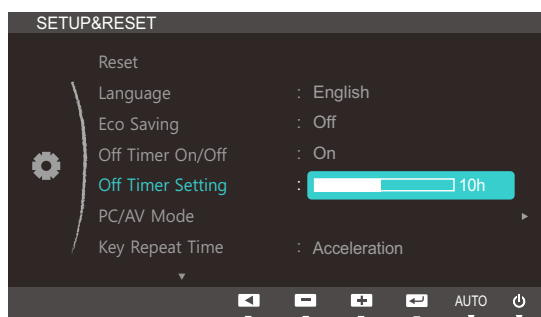 SETUP&RESET
Reset
Language : English
Eco Saving : Off
Off Timer On/Off : On
Off Timer Setting : 10h
PC/AV Mode
Key Repeat Time : Acceleration
AUTO